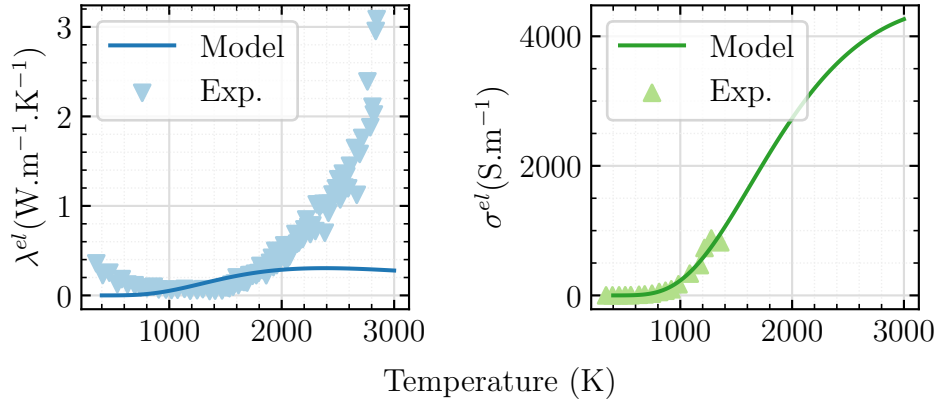 3
2
1
0
λ^{el}(W.m^{−1}.K^{−1})
Model
Exp.
1000 2000 3000
4000
2000
0
σ^{el}(S.m^{−1})
Model
Exp.
1000 2000 3000
Temperature (K)